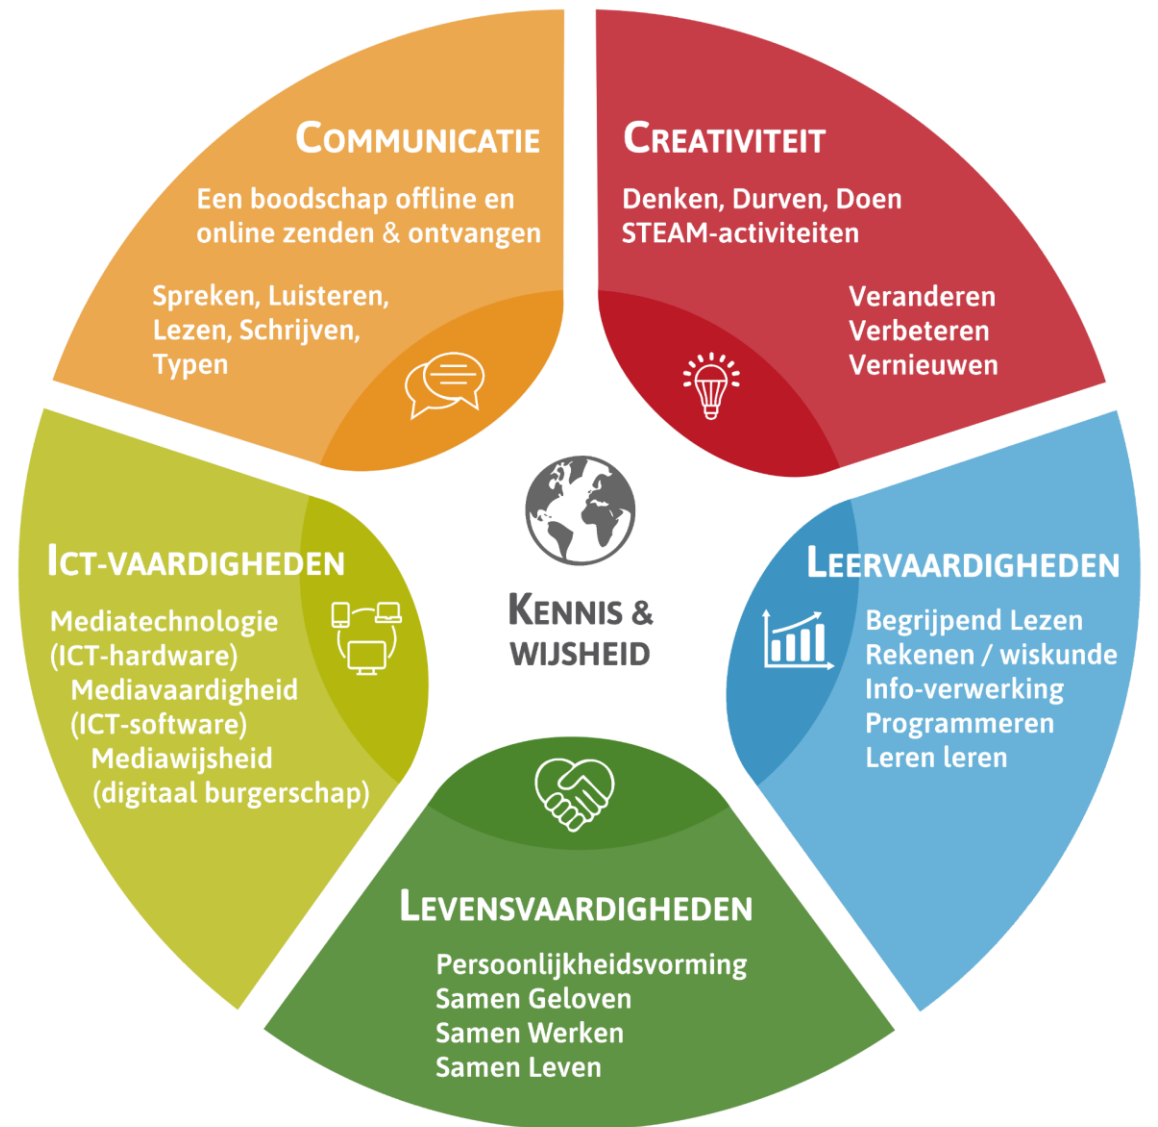 COMMUNICATIE
Een boodschap offline en
online zenden & ontvangen
Spreken, Luisteren,
Lezen, Schrijven,
Typen
CREATIVITEIT
Denken, Durven, Doen
STEAM-activiteiten
Veranderen
Verbeteren
Vernieuwen
ICT-VAARDIGHEDEN
Mediatechnologie
(ICT-hardware)
Mediavaardigheid
(ICT-software)
Mediawijsheid
(digitaal burgerschap)
KENNIS &
WIJSHEID
LEERVAARDIGHEDEN
Begrijpend Lezen
Rekenen / wiskunde
Info-verwerking
Programmeren
Leren leren
LEVENSVAARDIGHEDEN
Persoonlijkheidsvorming
Samen Geloven
Samen Werken
Samen Leven